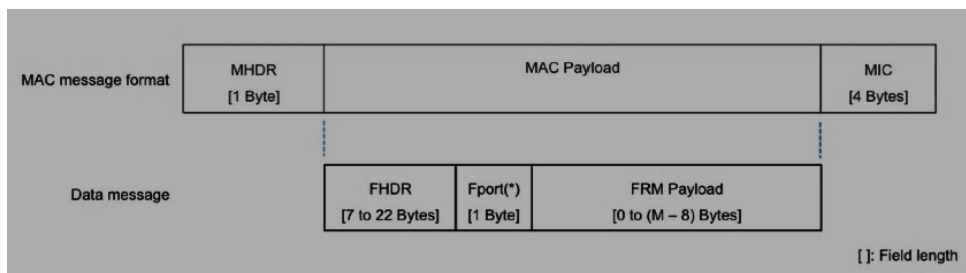 MAC message format
MHDR
[1 Byte]
MAC Payload
MIC
[4 Bytes]
Data message
FHDR
[7 to 22 Bytes]
Fport(*)
[1 Byte]
FRM Payload
[0 to (M – 8) Bytes]
[ ]: Field length